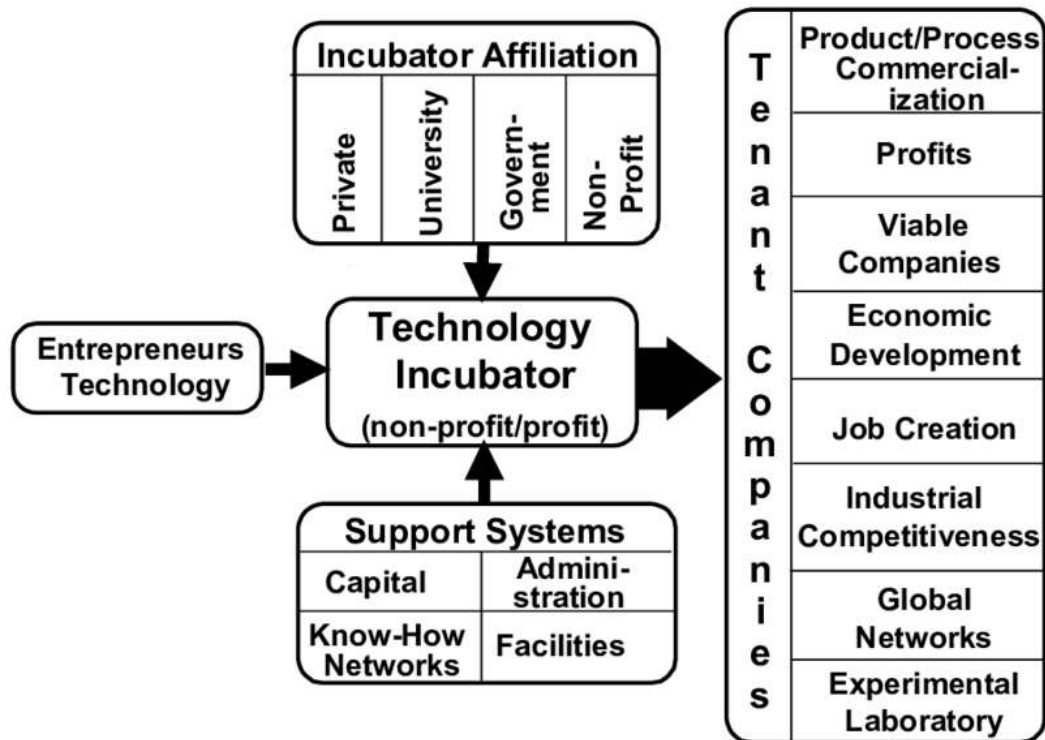 Incubator Affiliation
Private
University
Govern-
ment
Non-
Profit
Entrepreneurs
Technology
Technology
Incubator
(non-profit/profit)
Support Systems
Capital
Admini-
stration
Know-How
Networks
Facilities
Tenant Companies
Product/Process
Commercial-
ization
Profits
Viable
Companies
Economic
Development
Job Creation
Industrial
Competitiveness
Global
Networks
Experimental
Laboratory